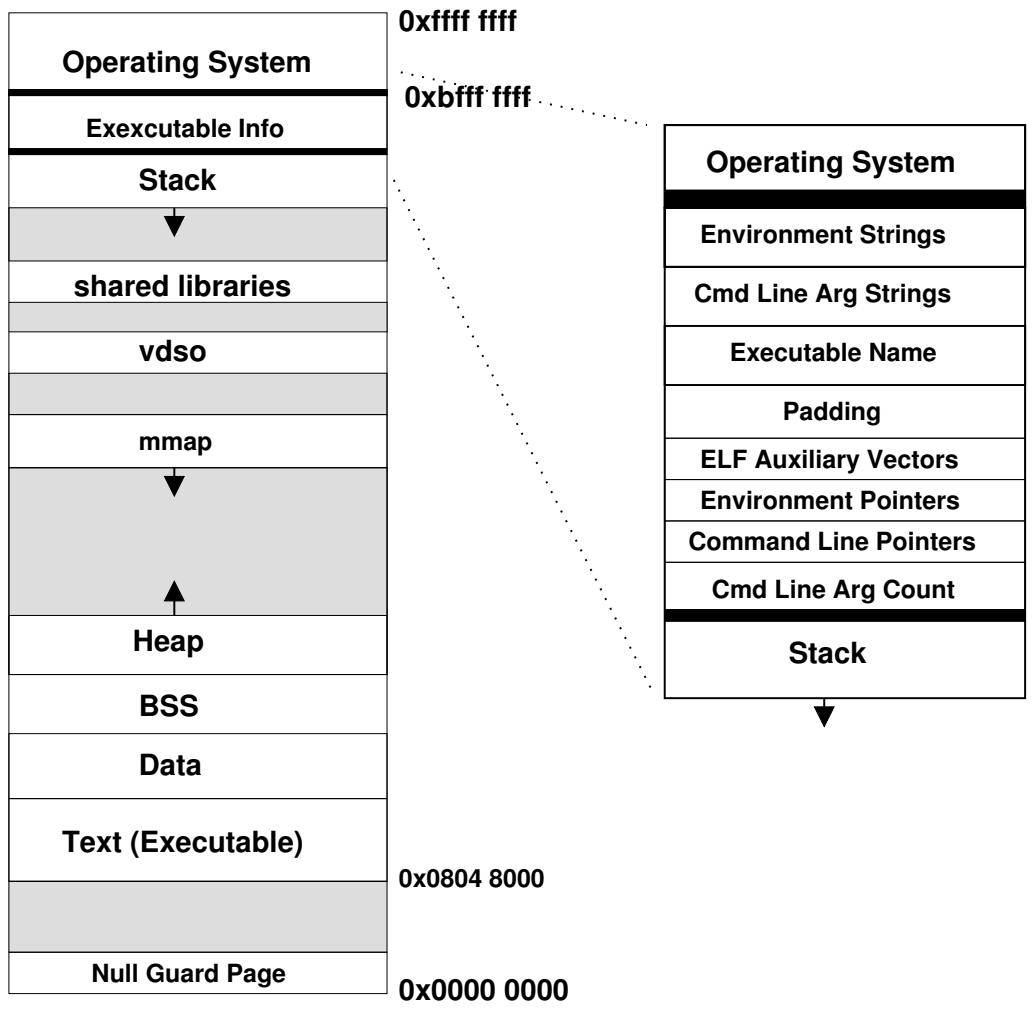 0xffff ffff
Operating System
0xbfff ffff
Exexcutable Info
Stack
shared libraries
vdso
mmap
Heap
BSS
Data
Text (Executable)
0x0804 8000
Null Guard Page
0x0000 0000
Operating System
Environment Strings
Cmd Line Arg Strings
Executable Name
Padding
ELF Auxiliary Vectors
Environment Pointers
Command Line Pointers
Cmd Line Arg Count
Stack